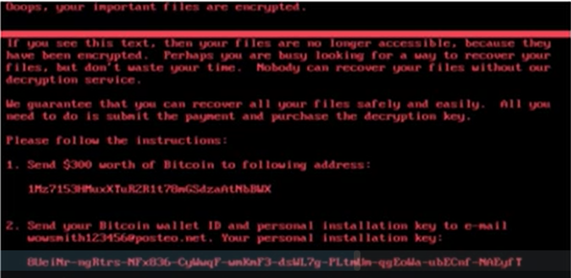 Ooops, your important files are encrypted.
If you see this text, then your files are no longer accessible, because they
have been encrypted. Perhaps you are busy looking for a way to recover your
files, but don't waste your time. Nobody can recover your files without our
decryption service.
We guarantee that you can recover all your files safely and easily. All you
need to do is submit the payment and purchase the decryption key.
Please follow the instructions:
1. Send $300 worth of Bitcoin to following address:
1Mz7153HMuxXTuR2R1t78mGSdzaAtNbBWX
2. Send your Bitcoin wallet ID and personal installation key to e-mail
wowsmith123456@posteo.net. Your personal installation key: